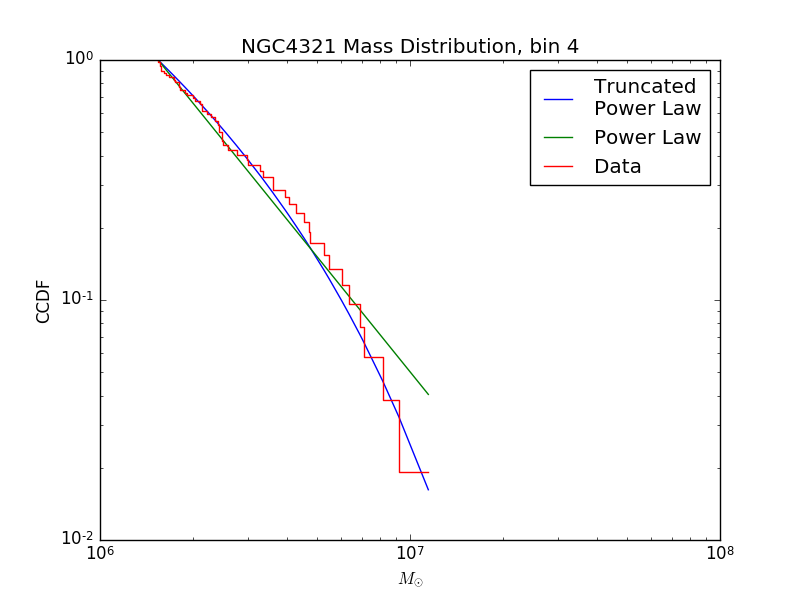 NGC4321 Mass Distribution, bin 4
10⁰
Truncated
Power Law
Power Law
Data
10⁻¹
CCDF
10⁻²
10⁶
10⁷
10⁸
M☉